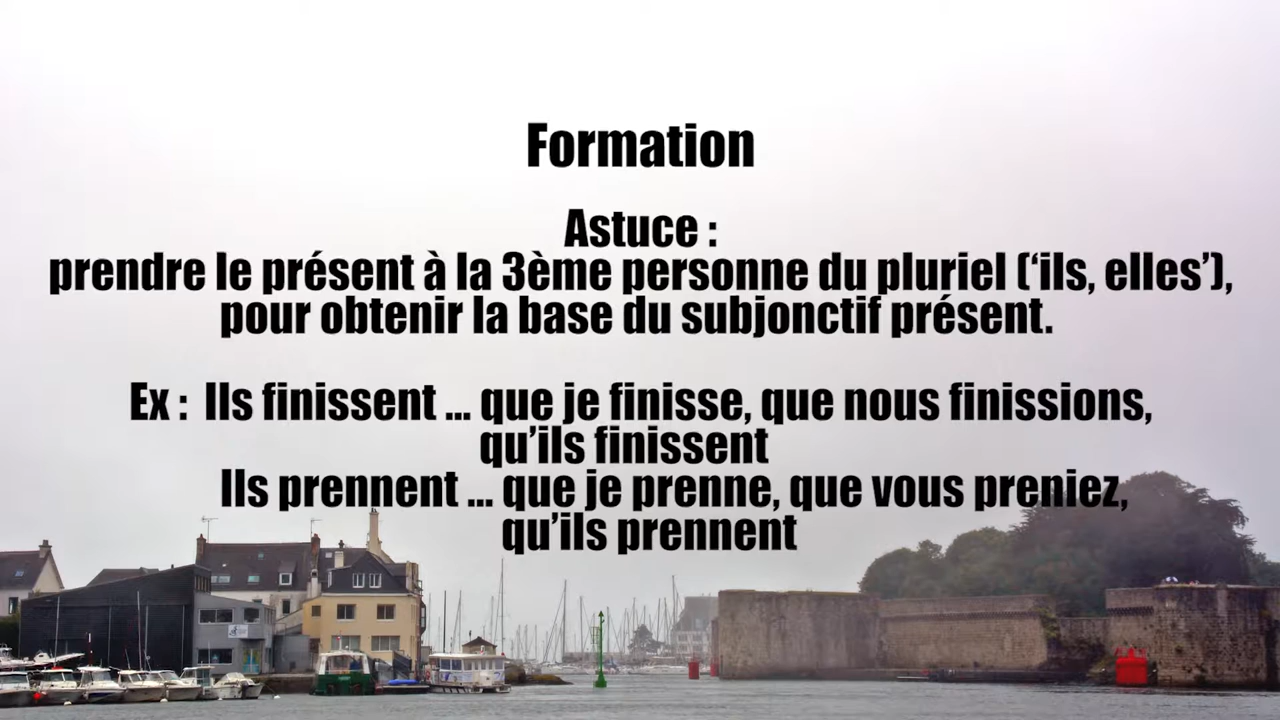 Formation
Astuce :
prendre le présent à la 3ème personne du pluriel (‘ils, elles’),
pour obtenir la base du subjonctif présent.
Ex : Ils finissent ... que je finisse, que nous finissions,
qu’ils finissent
Ils prennent ... que je prenne, que vous preniez,
qu’ils prennent